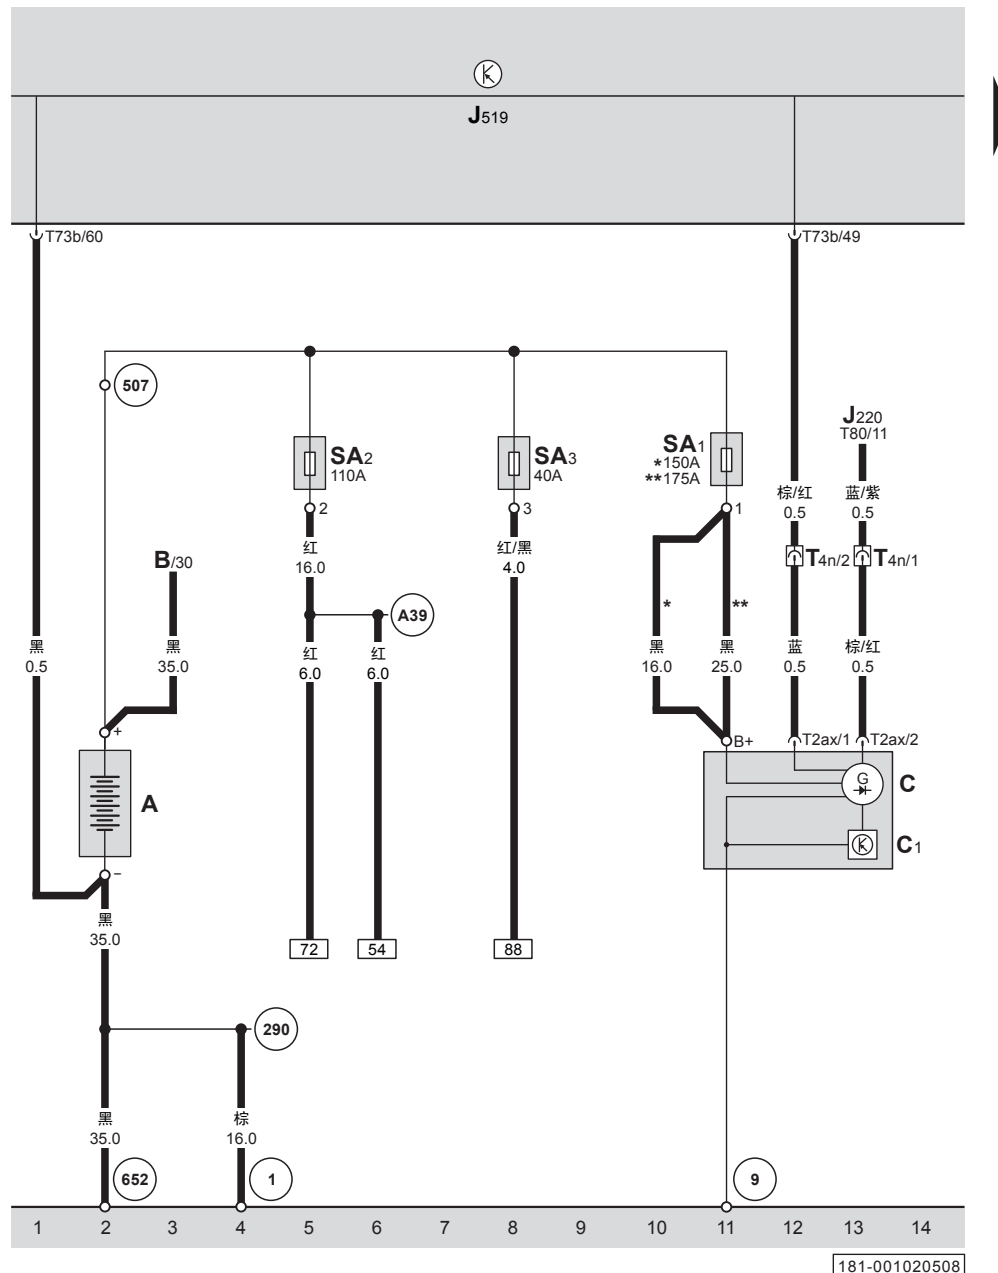 J519
T73b/60
T73b/49
507
J220
T80/11
SA2
110A
SA3
40A
SA1
*150A
**175A
棕/红
0.5
蓝/紫
0.5
2
3
1
红
16.0
红/黑
4.0
B/30
T4n/2
T4n/1
*
**
A39
黑
0.5
黑
35.0
红
6.0
红
6.0
黑
16.0
黑
25.0
蓝
0.5
棕/红
0.5
+
B+
T2ax/1
T2ax/2
A
G
C
C1
−
黑
35.0
72
54
88
290
黑
35.0
棕
16.0
652
1
9
1 2 3 4 5 6 7 8 9 10 11 12 13 14
181-001020508